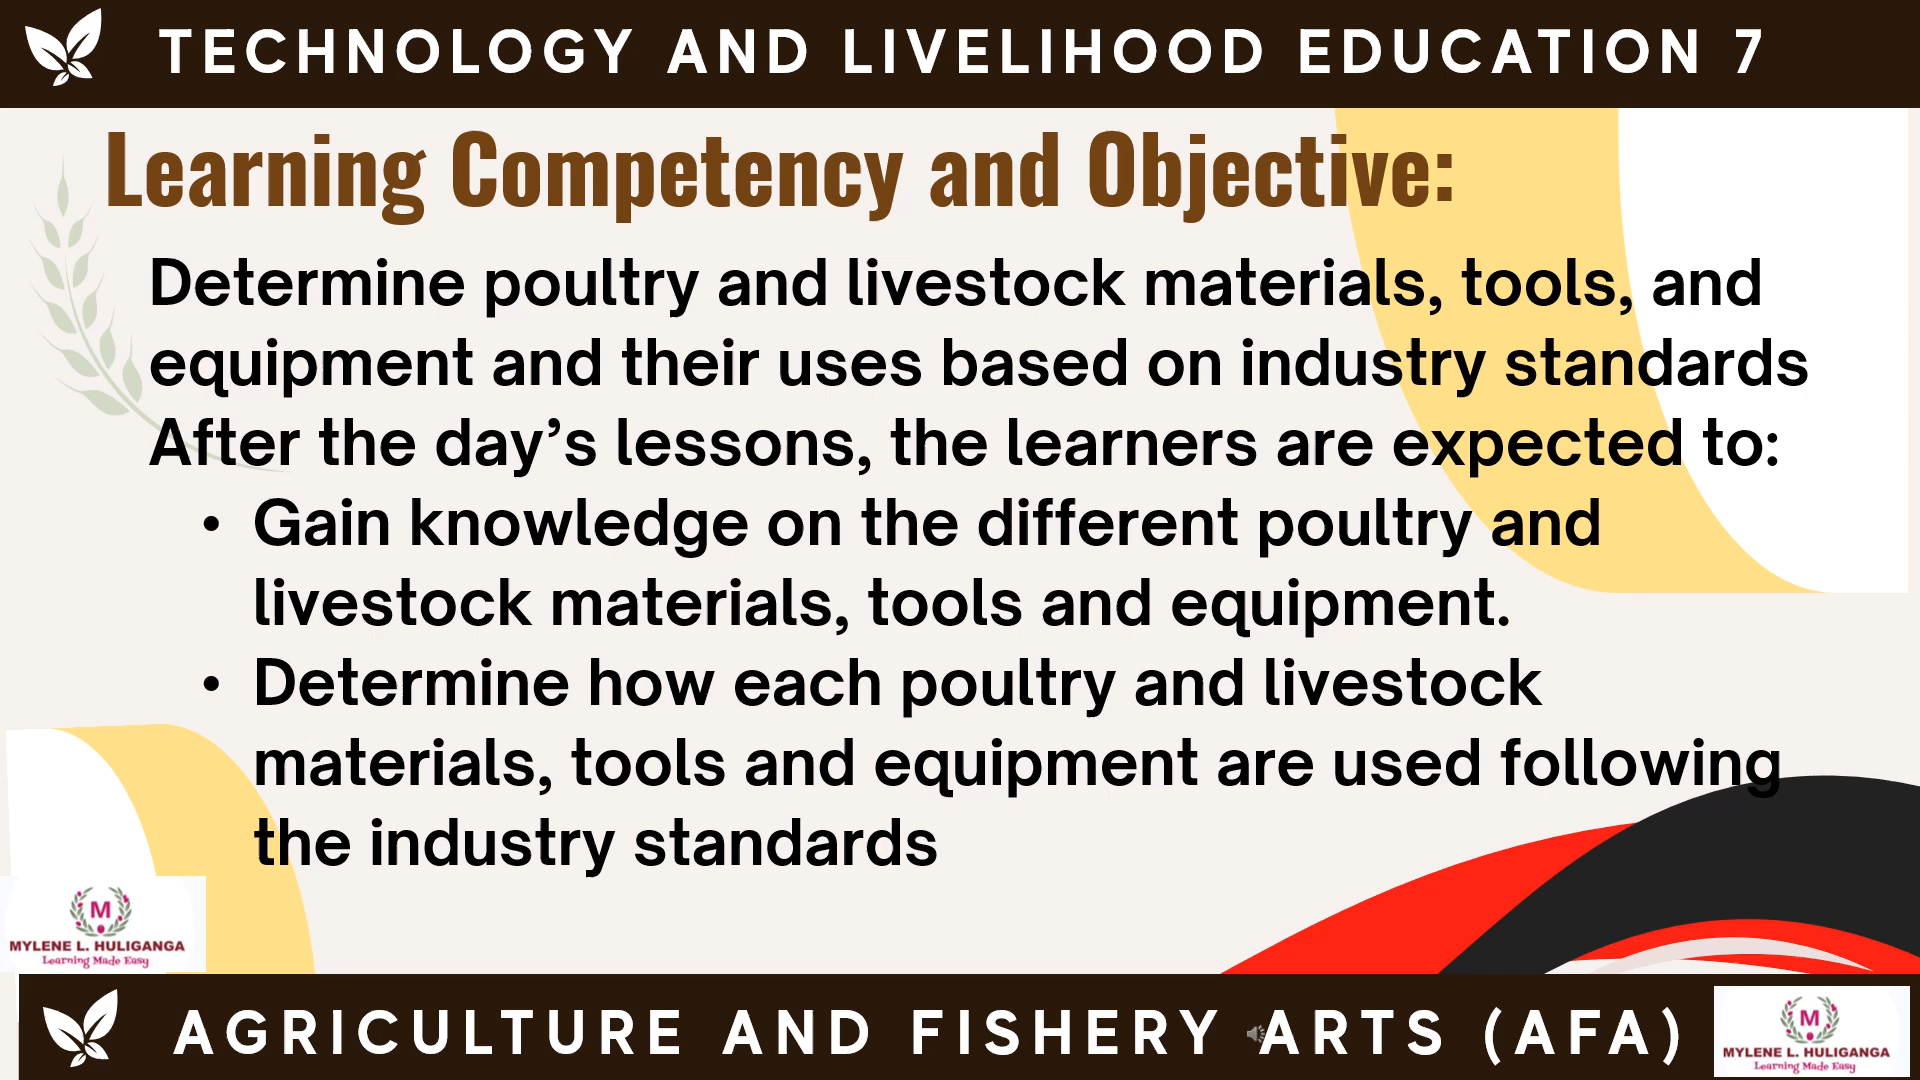 TECHNOLOGY AND LIVELIHOOD EDUCATION 7
Learning Competency and Objective:
Determine poultry and livestock materials, tools, and
equipment and their uses based on industry standards
After the day’s lessons, the learners are expected to:
• Gain knowledge on the different poultry and
livestock materials, tools and equipment.
• Determine how each poultry and livestock
materials, tools and equipment are used following
the industry standards
M
MYLENE L. HULIGANGA
Learning Made Easy
AGRICULTURE AND FISHERY ARTS (AFA)
M
MYLENE L. HULIGANGA
Learning Made Easy